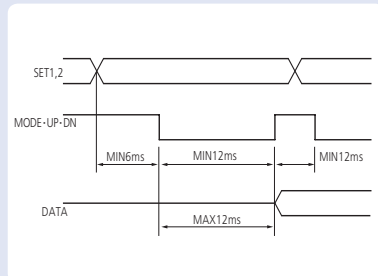 SET1,2
MODE·UP·DN
MIN6ms
MIN12ms
MIN12ms
DATA
MAX12ms